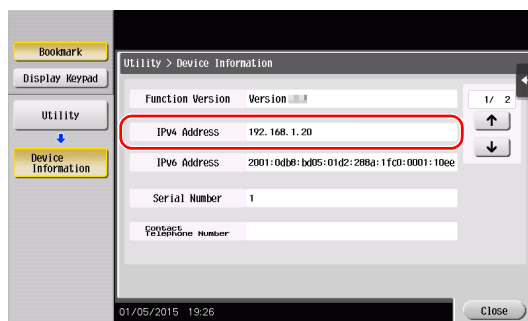 Bookmark
Display Keypad
Utility
Device
Information
Utility > Device Information
Function Version Version
IPv4 Address 192.168.1.20
IPv6 Address 2001:0db8:bd05:01d2:288a:1fc0:0001:10ee
Serial Number 1
Contact
Telephone Number
1/ 2
01/05/2015 19:26
Close